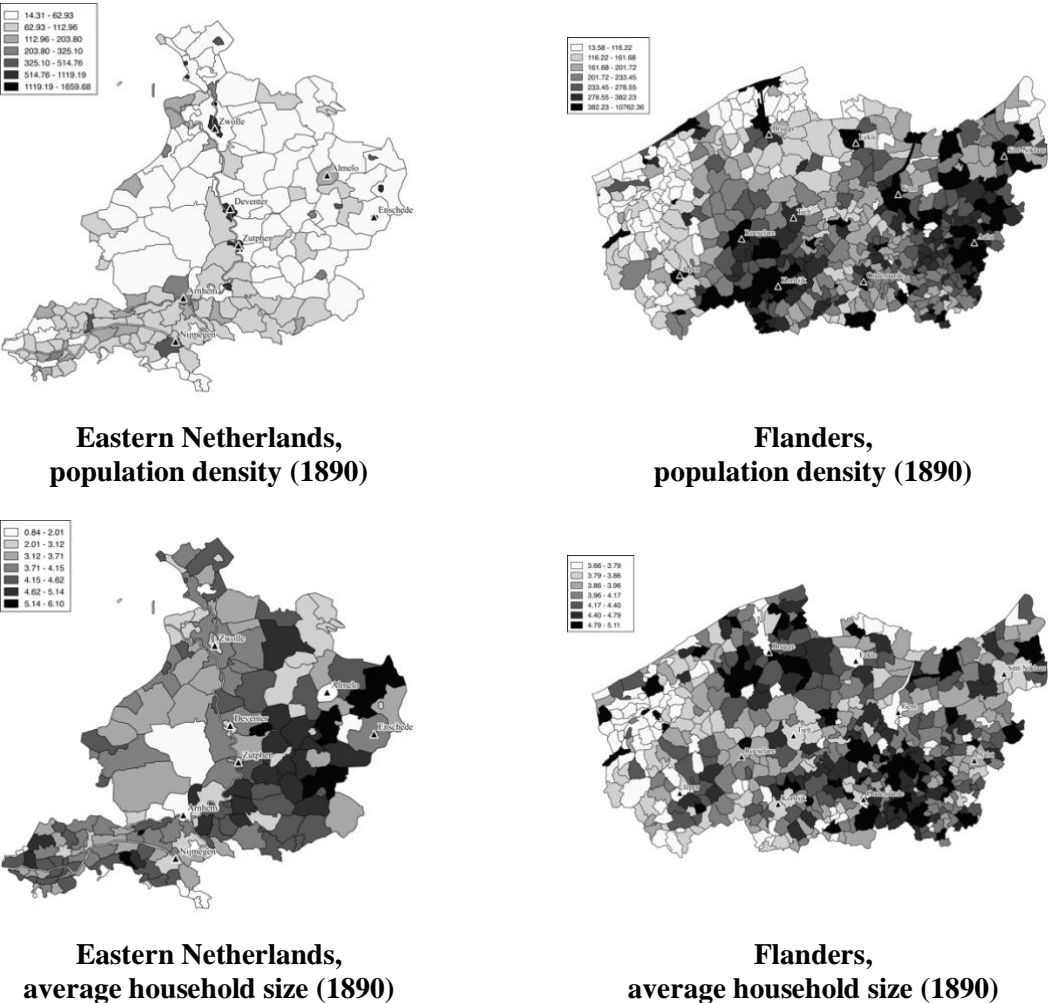 14.31 - 62.93
62.93 - 112.96
112.96 - 203.80
203.80 - 325.10
325.10 - 514.76
514.76 - 1119.19
1119.19 - 1659.68
Zwolle
Almelo
Deventer
Enschede
Zutphen
Arnhem
Nijmegen
13.58 - 116.22
116.22 - 161.68
161.68 - 201.72
201.72 - 233.45
233.45 - 278.55
278.55 - 382.23
382.23 - 10762.36
Brugge
Eeklo
Sint-Niklaas
Gent
Tielt
Roeselare
Aalst
Kortrijk
Oudenaarde
Eastern Netherlands,
population density (1890)
Flanders,
population density (1890)
0.84 - 2.01
2.01 - 3.12
3.12 - 3.71
3.71 - 4.15
4.15 - 4.62
4.62 - 5.14
5.14 - 6.10
Zwolle
Almelo
Deventer
Enschede
Zutphen
Arnhem
Nijmegen
3.66 - 3.79
3.79 - 3.86
3.86 - 3.96
3.96 - 4.17
4.17 - 4.40
4.40 - 4.79
4.79 - 5.11
Brugge
Eeklo
Sint-Niklaas
Gent
Tielt
Roeselare
Kortrijk
Oudenaarde
Eastern Netherlands,
average household size (1890)
Flanders,
average household size (1890)